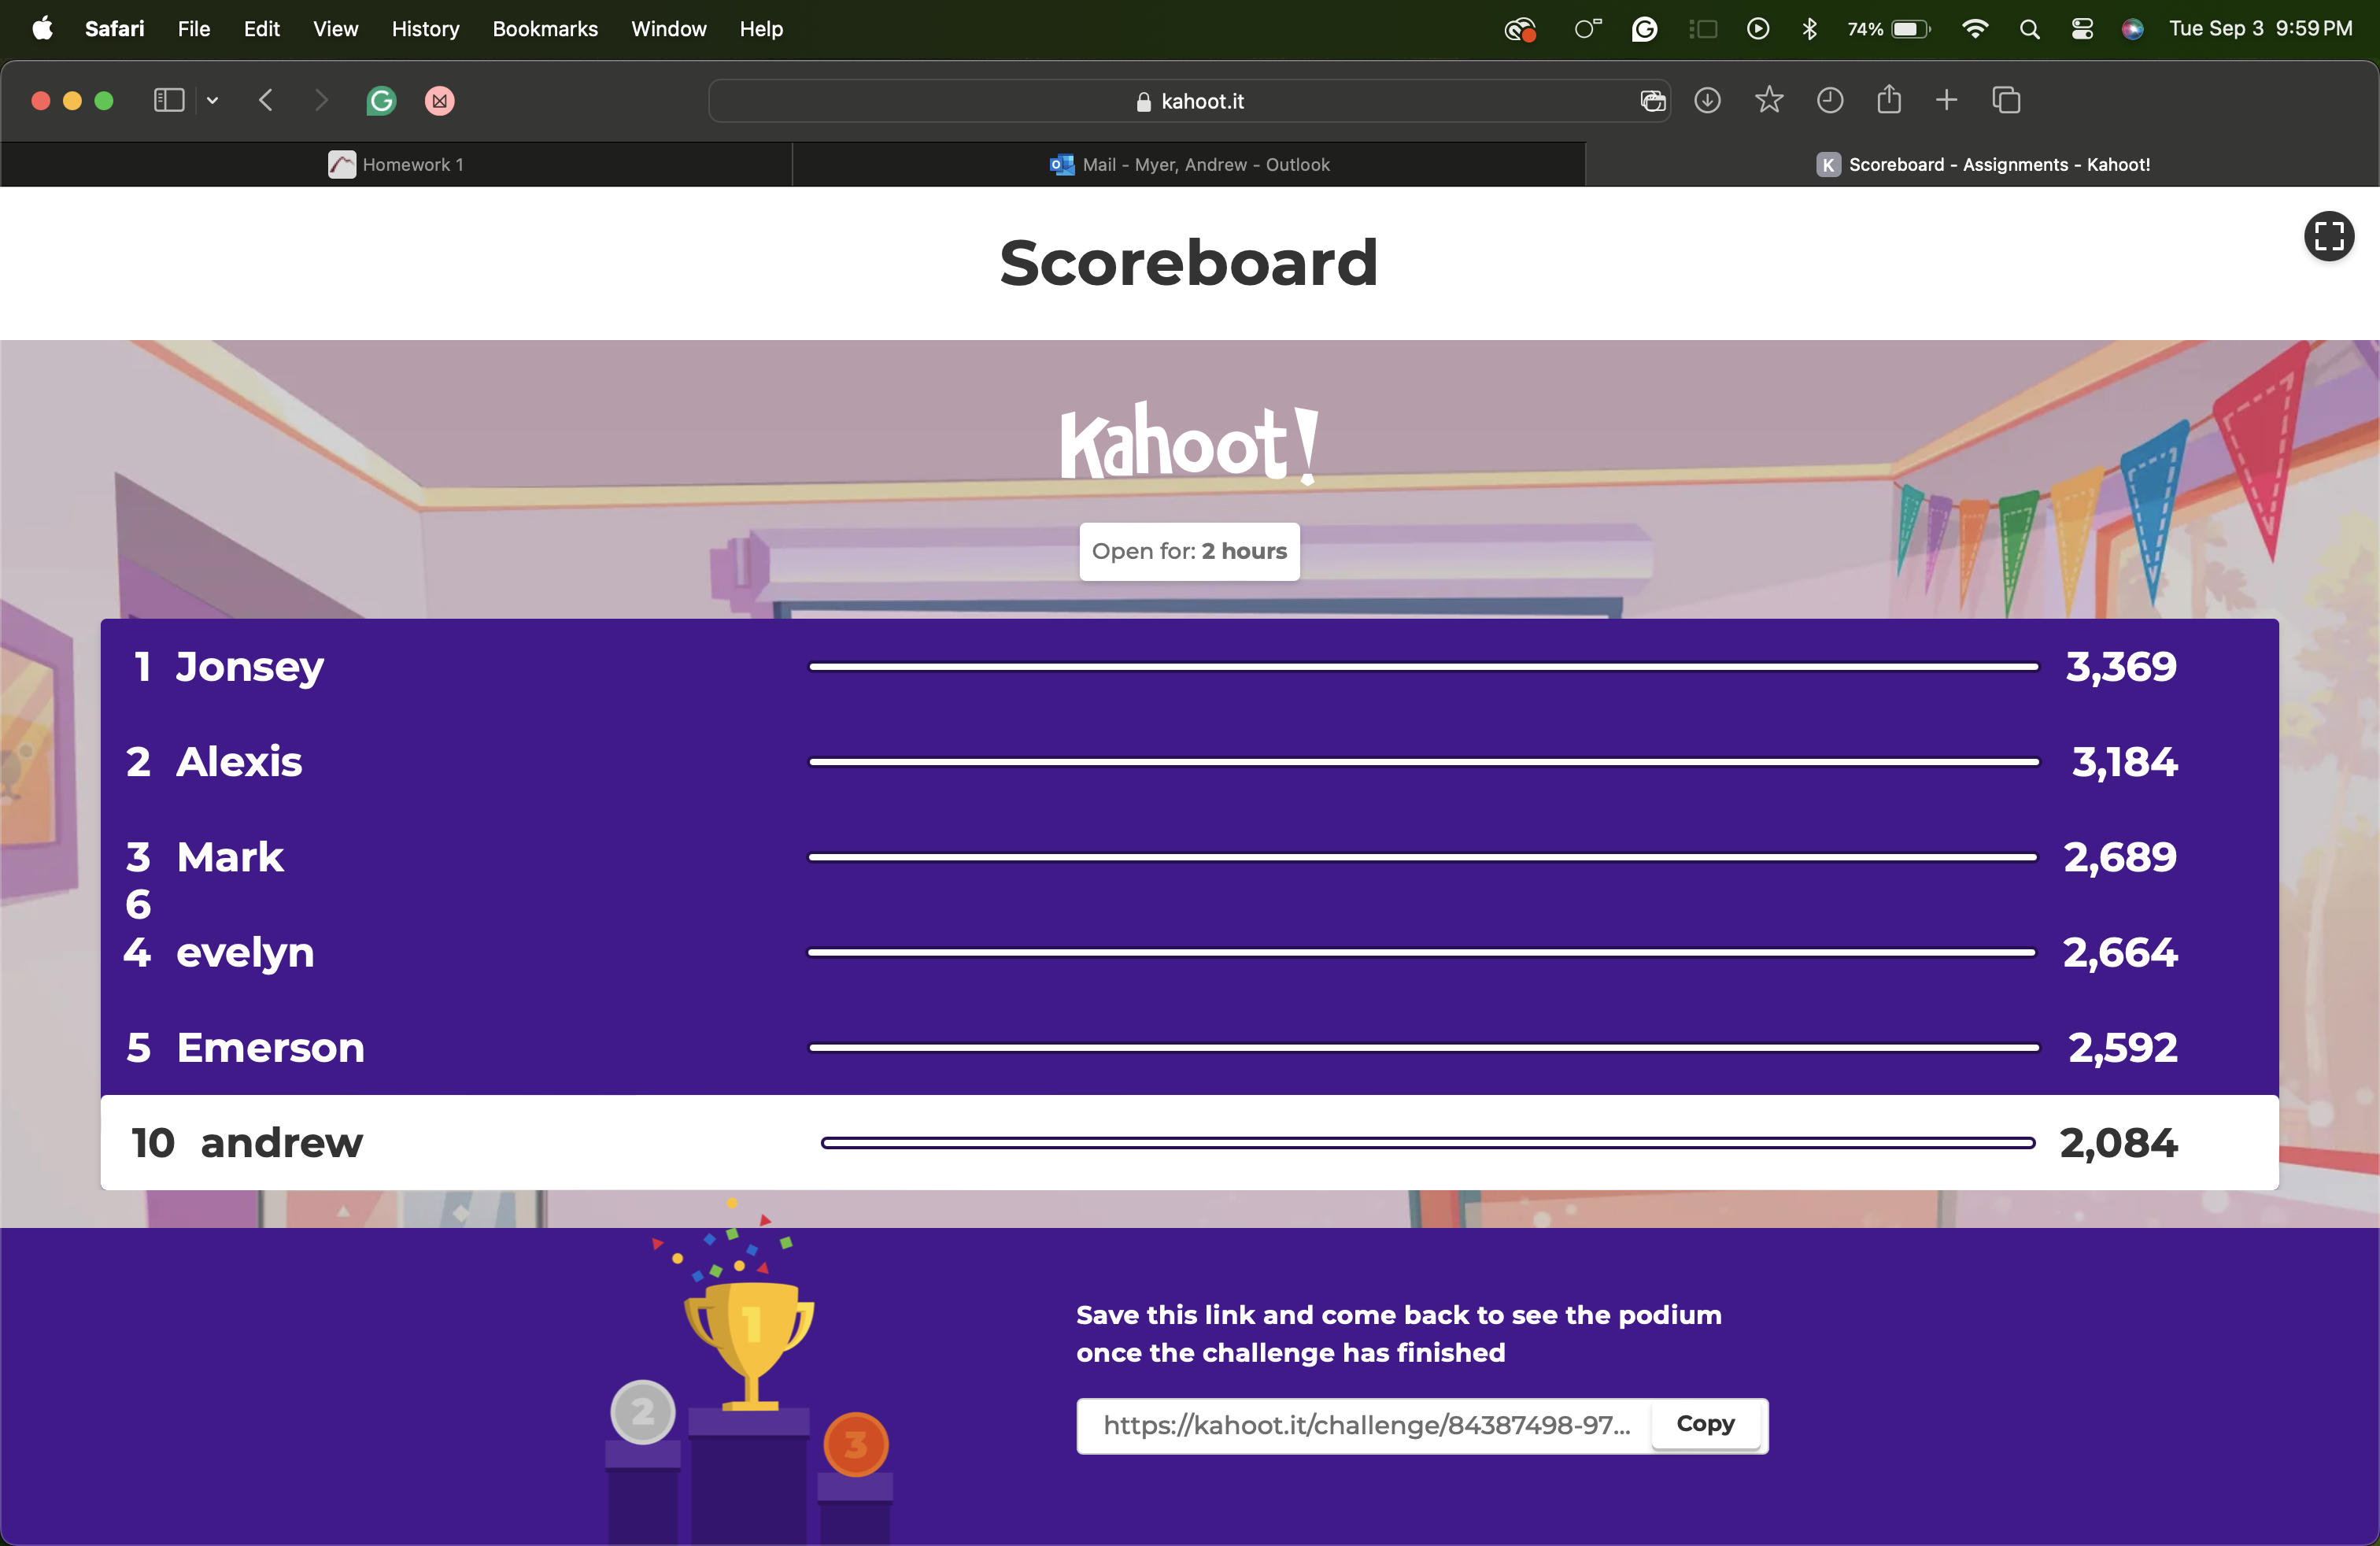 Safari File Edit View History Bookmarks Window Help 74% Tue Sep 3 9:59 PM
kahoot.it
Homework 1
Mail - Myer, Andrew - Outlook
K Scoreboard - Assignments - Kahoot!
Scoreboard
Kahoot!
Open for: 2 hours
1 Jonsey 3,369
2 Alexis 3,184
3 Mark 2,689
6
4 evelyn 2,664
5 Emerson 2,592
10 andrew 2,084
1
2
3
Save this link and come back to see the podium
once the challenge has finished
https://kahoot.it/challenge/84387498-97... Copy